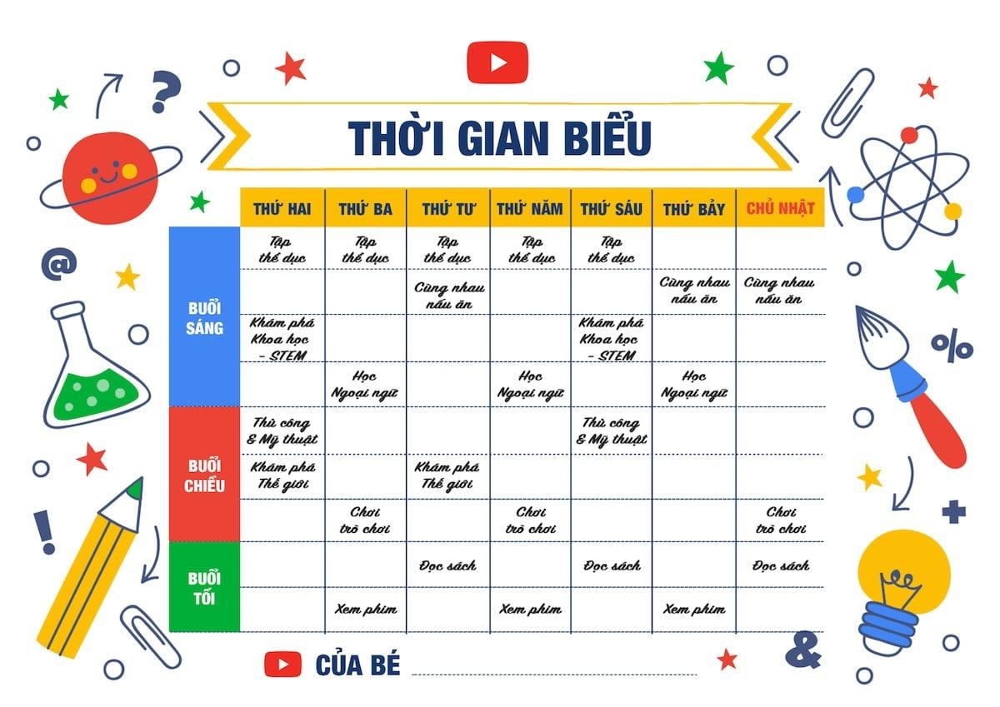 THỜI GIAN BIỂU
THỨ HAI THỨ BA THỨ TƯ THỨ NĂM THỨ SÁU THỨ BẢY CHỦ NHẬT
BUỔI
SÁNG
Tập Tập Tập Tập Tập
thể dục thể dục thể dục thể dục thể dục
Cùng nhau Cùng nhau Cùng nhau
nấu ăn nấu ăn nấu ăn
Khám phá Khám phá
Khoa học Khoa học
- STEM - STEM
Học Học Học
Ngoại ngữ Ngoại ngữ Ngoại ngữ
BUỔI
CHIỀU
Thủ công Thủ công
& Mỹ thuật & Mỹ thuật
Khám phá Khám phá
Thế giới Thế giới
Chơi Chơi Chơi
trò chơi trò chơi trò chơi
BUỔI
TỐI
Đọc sách Đọc sách Đọc sách
Xem phim Xem phim Xem phim
CỦA BÉ
? @ ! % + &